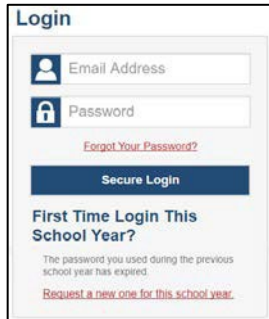 Login
Email Address
Password
Forgot Your Password?
Secure Login
First Time Login This
School Year?
The password you used during the previous
school year has expired.
Request a new one for this school year.